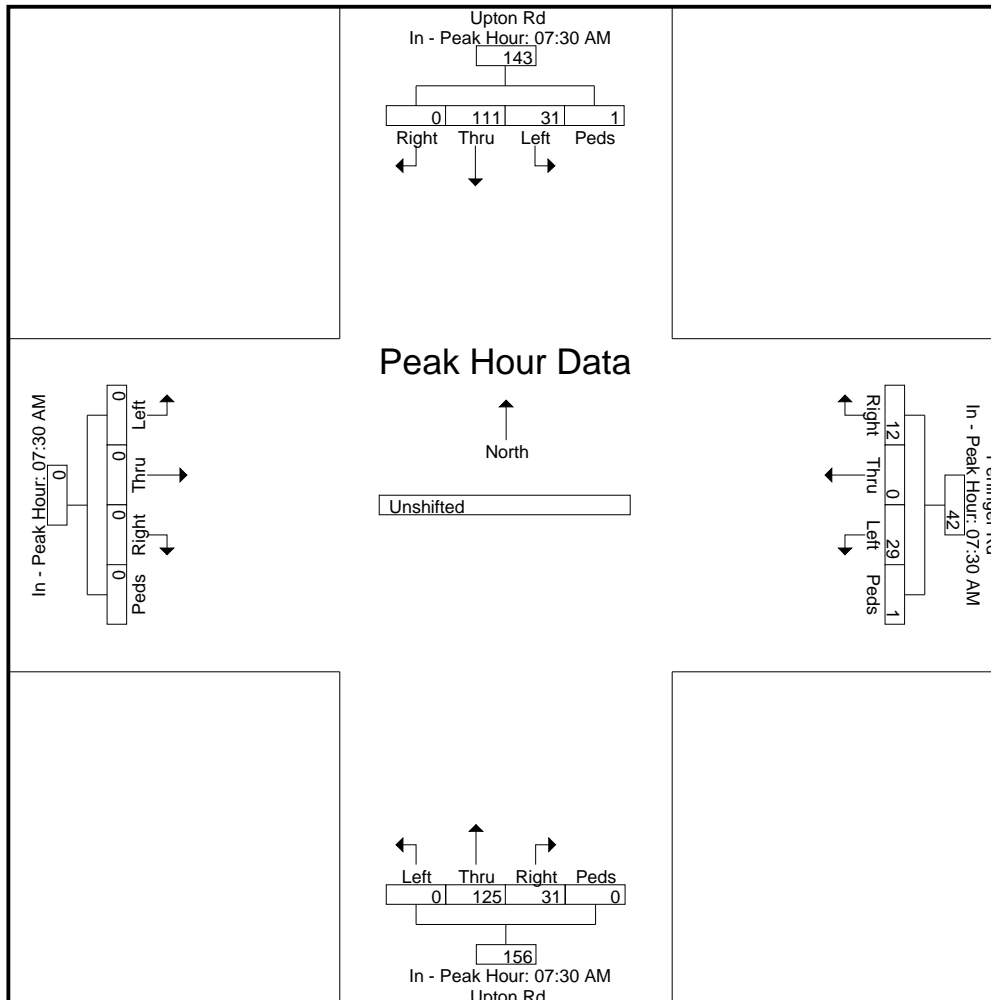 Upton Rd
In - Peak Hour: 07:30 AM
143
0 111 31 1
Right Thru Left Peds
Peak Hour Data
North
Unshifted
In - Peak Hour: 07:30 AM
0
0 0 0 0
Left Thru Right Peds
Rd
In - Peak Hour: 07:30 AM
42
12 0 29 1
Right Thru Left Peds
Left Thru Right Peds
0 125 31 0
156
In - Peak Hour: 07:30 AM
Upton Rd